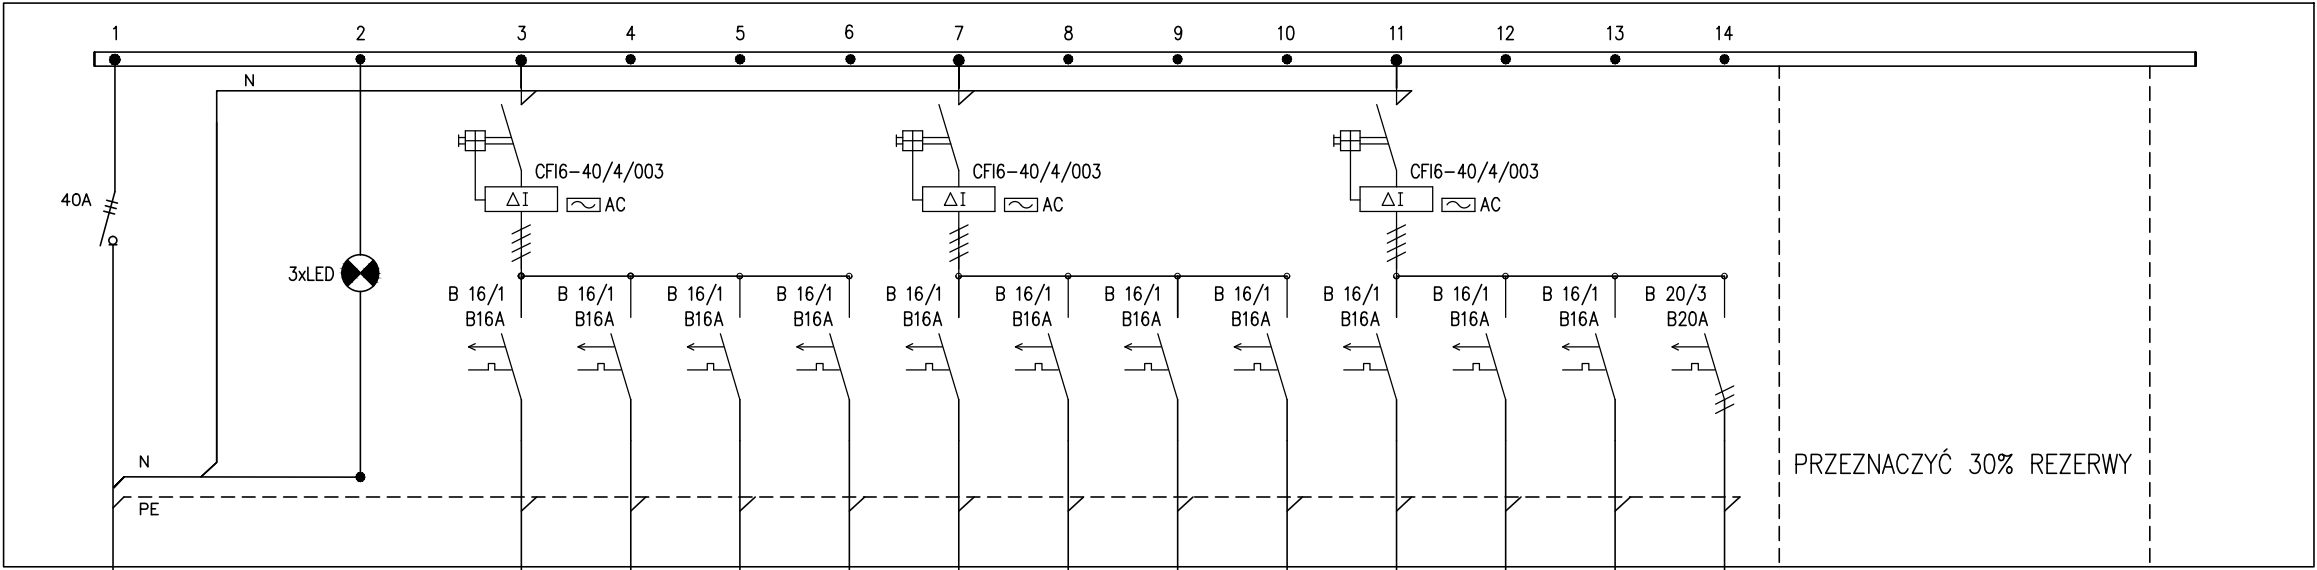 1 2 3 4 5 6 7 8 9 10 11 12 13 14
N
CFI6-40/4/003 CFI6-40/4/003 CFI6-40/4/003
40A
ΔI AC ΔI AC ΔI AC
3xLED
B 16/1 B 16/1 B 16/1 B 16/1 B 16/1 B 16/1 B 16/1 B 16/1 B 16/1 B 16/1 B 16/1 B 20/3
B16A B16A B16A B16A B16A B16A B16A B16A B16A B16A B16A B20A
N
PRZEZNACZYĆ 30% REZERWY
PE